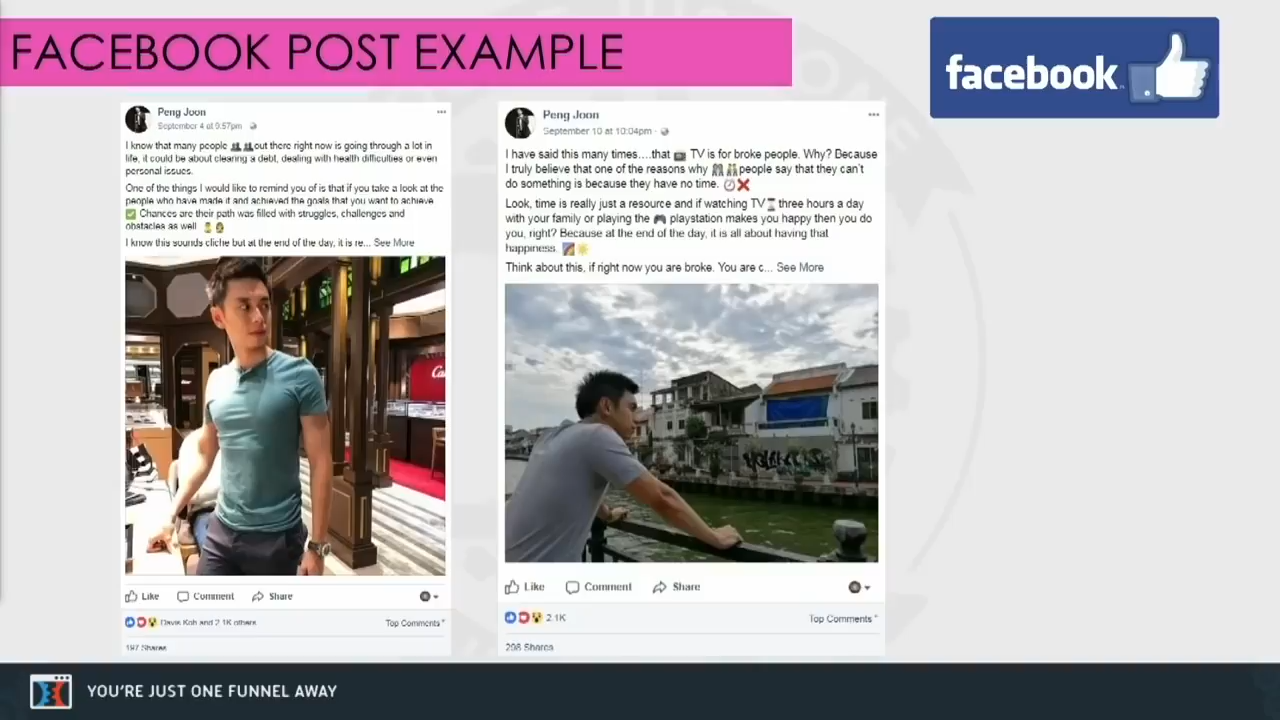 FACEBOOK POST EXAMPLE
facebook
Peng Joon
September 4 at 9:57pm
I know that many people out there right now is going through a lot in
life, it could be about clearing a debt, dealing with health difficulties or even
personal issues.
One of the things I would like to remind you of is that if you take a look at the
people who have made it and achieved the goals that you want to achieve
✅ Chances are their path was filled with struggles, challenges and
obstacles as well.
I know this sounds cliche but at the end of the day, it is re... See More
Like Comment Share
Davis Koh and 2.1K others
Top Comments
197 Shares
Peng Joon
September 10 at 10:04pm
I have said this many times....that 📺 TV is for broke people. Why? Because
I truly believe that one of the reasons why people say that they can't
do something is because they have no time. ⏱❌
Look, time is really just a resource and if watching TV⏳ three hours a day
with your family or playing the 🎮 playstation makes you happy then you do
you, right? Because at the end of the day, it is all about having that
happiness. 🌈☀
Think about this, if right now you are broke. You are c... See More
Like Comment Share
2.1K
Top Comments
298 Shares
YOU'RE JUST ONE FUNNEL AWAY